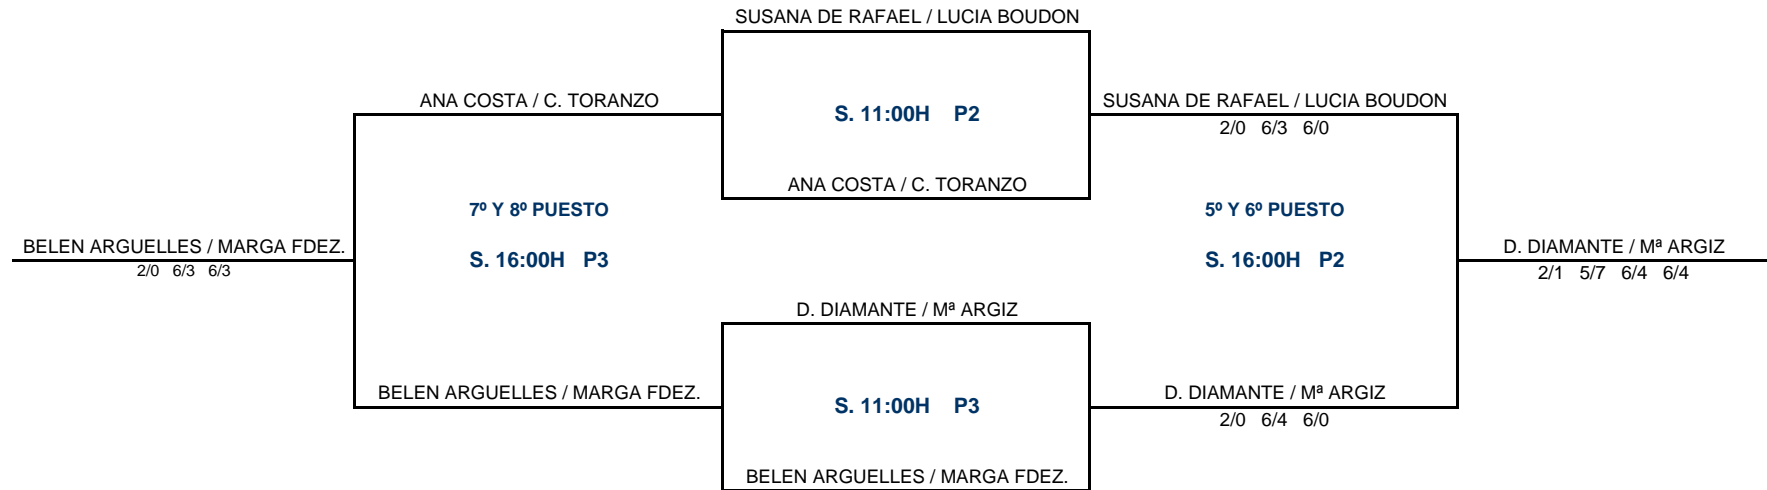 SUSANA DE RAFAEL / LUCIA BOUDON
ANA COSTA / C. TORANZO
S. 11:00H P2
SUSANA DE RAFAEL / LUCIA BOUDON
2/0 6/3 6/0
ANA COSTA / C. TORANZO
7º Y 8º PUESTO
5º Y 6º PUESTO
BELEN ARGUELLES / MARGA FDEZ.
2/0 6/3 6/3
S. 16:00H P3
S. 16:00H P2
D. DIAMANTE / Mª ARGIZ
2/1 5/7 6/4 6/4
D. DIAMANTE / Mª ARGIZ
BELEN ARGUELLES / MARGA FDEZ.
S. 11:00H P3
D. DIAMANTE / Mª ARGIZ
2/0 6/4 6/0
BELEN ARGUELLES / MARGA FDEZ.